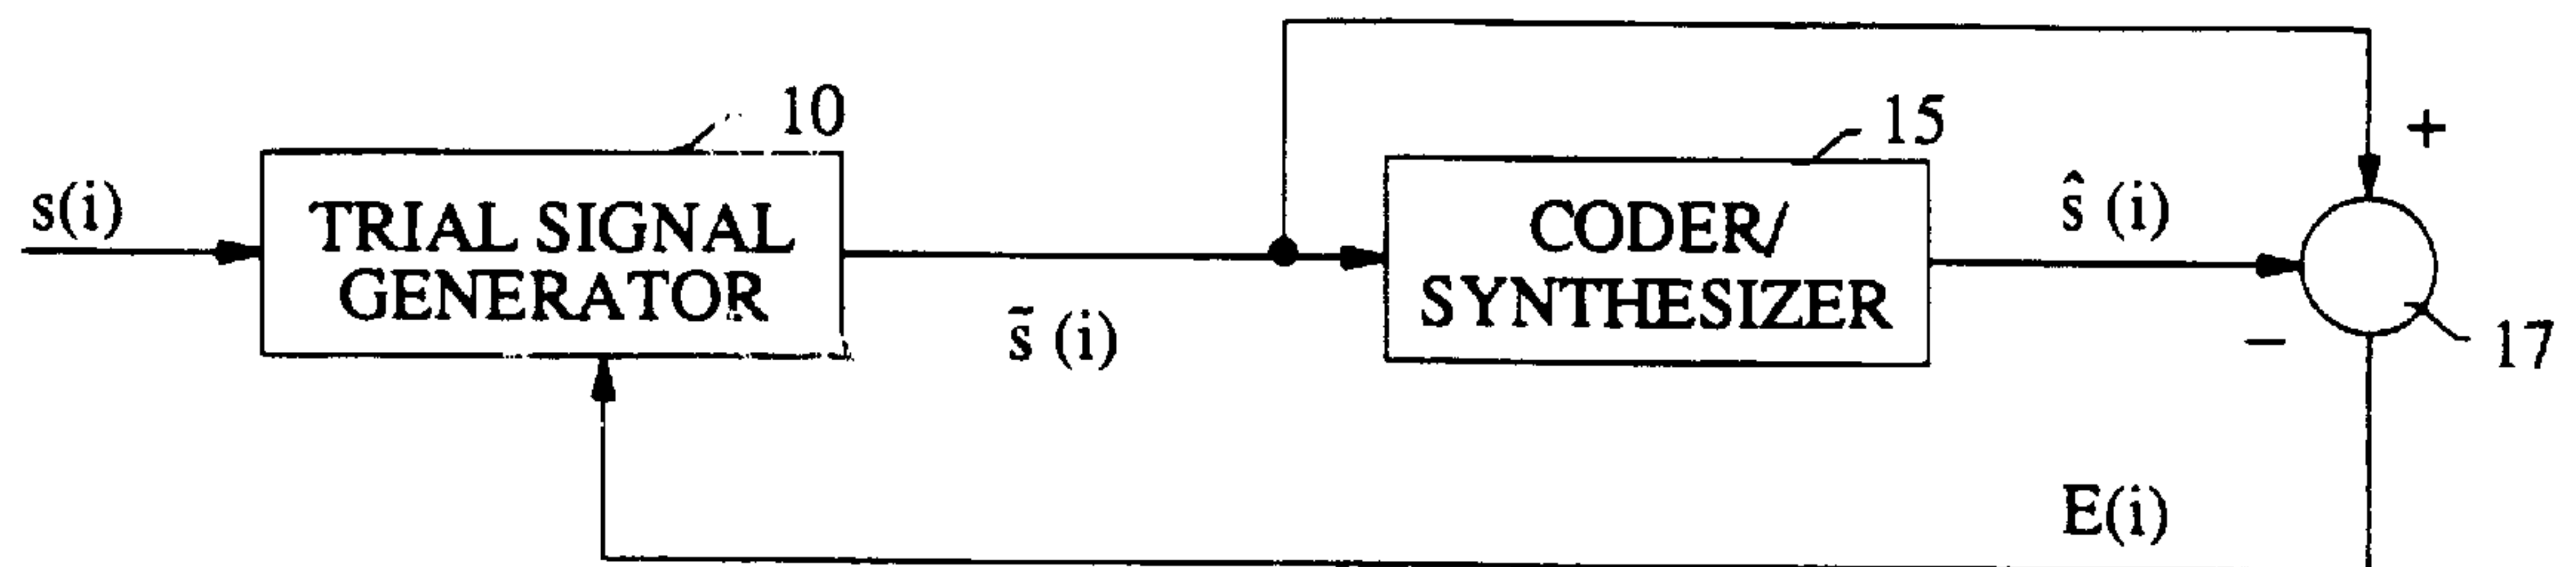 10
15
+
s(i)
TRIAL SIGNAL
GENERATOR
s̃ (i)
CODER/
SYNTHESIZER
ŝ (i)
−
17
E(i)